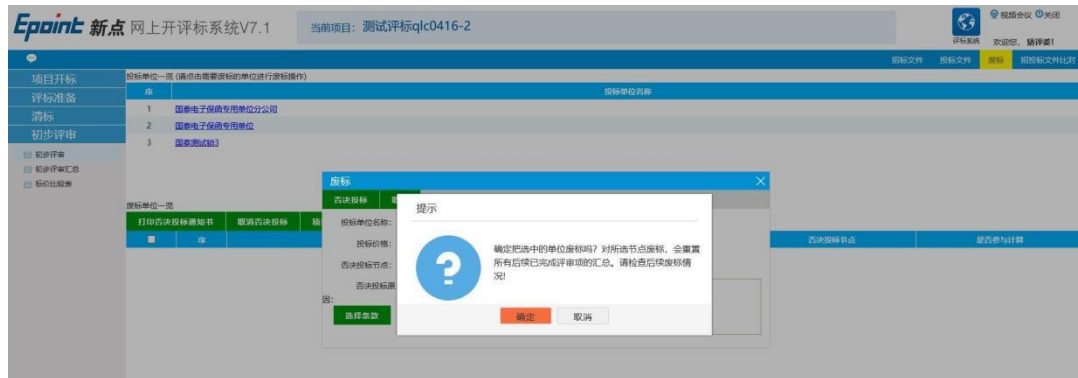 Epoint 新点 网上开评标系统V7.1
当前项目：测试评标qlc0416-2
视频会议 关闭
评标系统 欢迎您，
招标文件 投标文件 废标 招投标文件比对
项目开标
评标准备
清标
初步评审
初步评审
初步评审汇总
标价比较表
投标单位一览 (请点击需要废标的单位进行废标操作)
序 投标单位名称
1 国泰电子保函专用单位分公司
2 国泰电子保函专用单位
3 国泰测试销3
废标单位一览
打印否决投标通知书 取消否决投标
序 否决投标节点 是否参与计算
废标
否决投标
投标单位名称：
投标价格：
否决投标节点：
否决投标原
因：
选择条款
提示
确定把选中的单位废标吗？对所选节点废标，会重置
所有后续已完成评审项的汇总。请检查后续废标情
况！
确定 取消